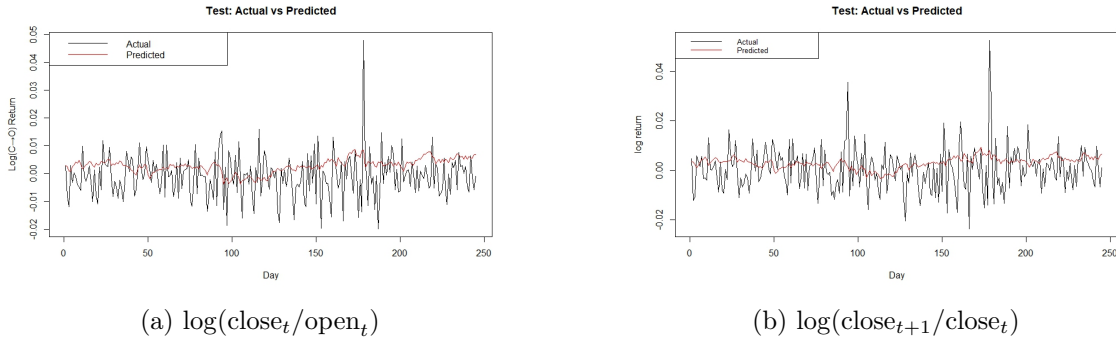 Test: Actual vs Predicted
Actual
Predicted
Log(C→O) Return
0.05
0.04
0.03
0.02
0.01
0.00
-0.01
-0.02
0
50
100
150
200
250
Day
(a) log(close_t/open_t)
Test: Actual vs Predicted
Actual
Predicted
log return
0.04
0.02
0.00
-0.02
0
50
100
150
200
250
Day
(b) log(close_{t+1}/close_t)